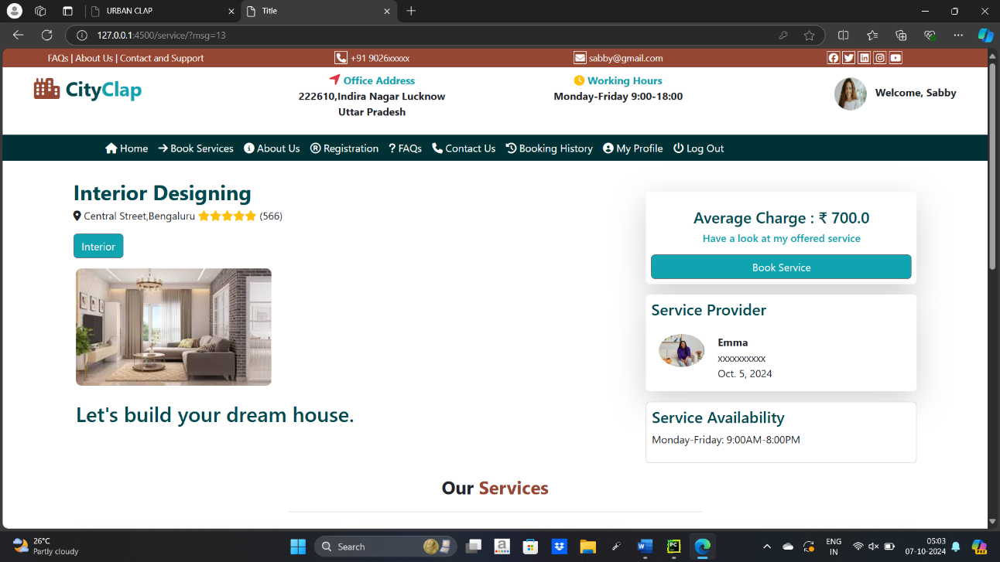 URBAN CLAP
Title
127.0.0.1:4500/service/?msg=13
FAQs | About Us | Contact and Support
+91 9026xxxxx
sabby@gmail.com
CityClap
Office Address
222610,Indira Nagar Lucknow
Uttar Pradesh
Working Hours
Monday-Friday 9:00-18:00
Welcome, Sabby
Home
Book Services
About Us
Registration
? FAQs
Contact Us
Booking History
My Profile
Log Out
Interior Designing
Central Street,Bengaluru
(566)
Interior
Let's build your dream house.
Average Charge : ₹ 700.0
Have a look at my offered service
Book Service
Service Provider
Emma
xxxxxxxxxx
Oct. 5, 2024
Service Availability
Monday-Friday: 9:00AM-8:00PM
Our Services
26°C
Partly cloudy
Search
ENG
IN
05:03
07-10-2024